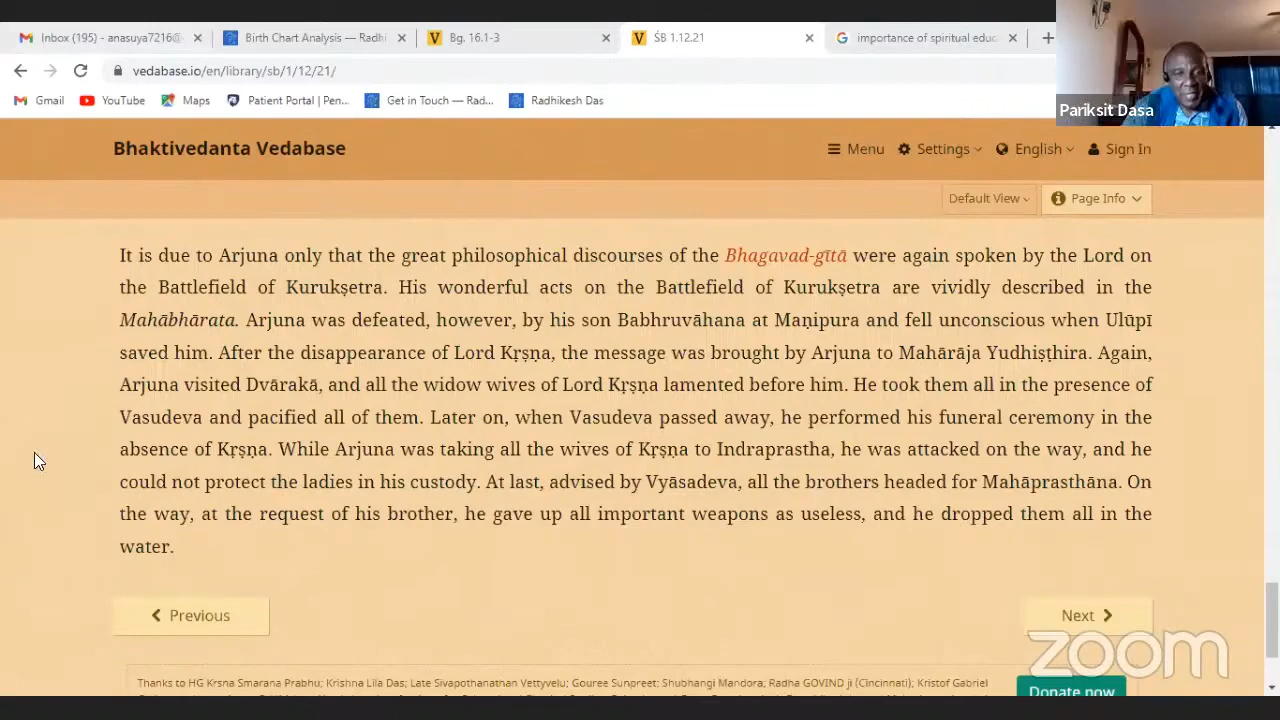 Inbox (195) - anasuya7216@
Birth Chart Analysis — Radhi
Bg. 16.1-3
ŚB 1.12.21
importance of spiritual educ
vedabase.io/en/library/sb/1/12/21/
Gmail
YouTube
Maps
Patient Portal | Pen...
Get in Touch — Rad...
Radhikesh Das
Pariksit Dasa
Bhaktivedanta Vedabase
Menu
Settings
English
Sign In
Default View
Page Info
It is due to Arjuna only that the great philosophical discourses of the Bhagavad-gītā were again spoken by the Lord on
the Battlefield of Kurukṣetra. His wonderful acts on the Battlefield of Kurukṣetra are vividly described in the
Mahābhārata. Arjuna was defeated, however, by his son Babhruvāhana at Maṇipura and fell unconscious when Ulūpī
saved him. After the disappearance of Lord Kṛṣṇa, the message was brought by Arjuna to Mahārāja Yudhiṣṭhira. Again,
Arjuna visited Dvārakā, and all the widow wives of Lord Kṛṣṇa lamented before him. He took them all in the presence of
Vasudeva and pacified all of them. Later on, when Vasudeva passed away, he performed his funeral ceremony in the
absence of Kṛṣṇa. While Arjuna was taking all the wives of Kṛṣṇa to Indraprastha, he was attacked on the way, and he
could not protect the ladies in his custody. At last, advised by Vyāsadeva, all the brothers headed for Mahāprasthāna. On
the way, at the request of his brother, he gave up all important weapons as useless, and he dropped them all in the
water.
Previous
Next
zoom
Thanks to HG Krsna Smarana Prabhu; Krishna Lila Das; Late Sivapothanathan Vettyvelu; Gouree Sunpreet; Shubhangi Mandora; Radha GOVIND ji (Cincinnati); Kristof Gabriel
Donate now